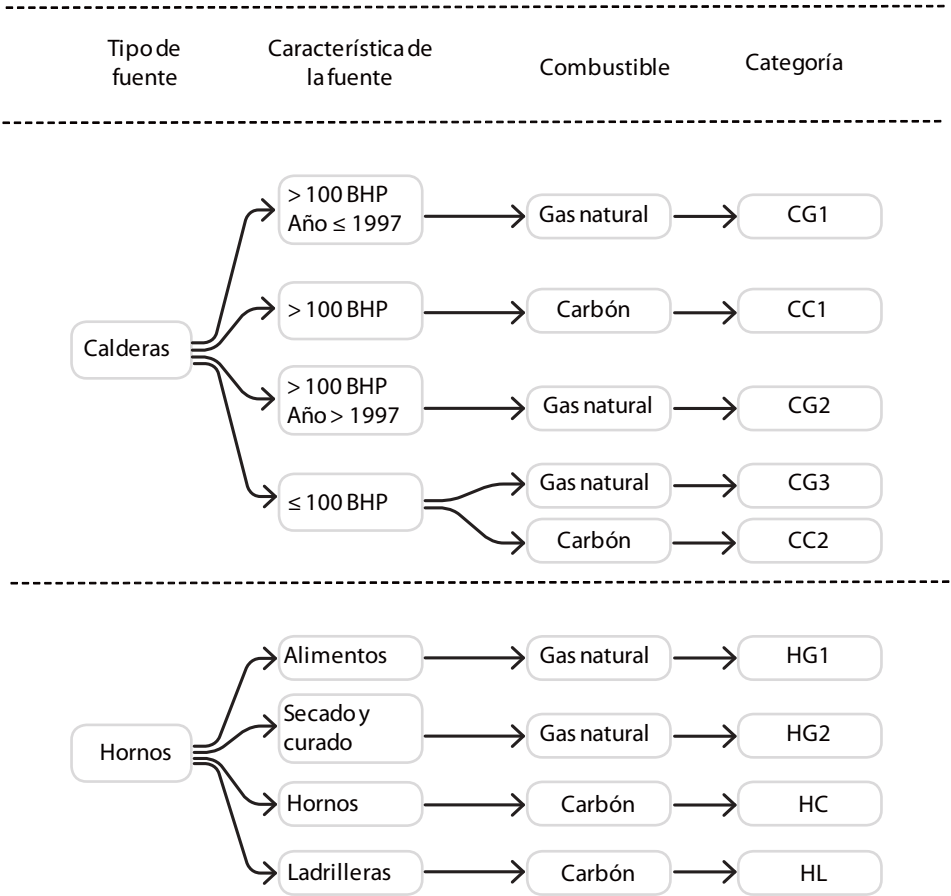 Tipo de
fuente
Característica de
la fuente
Combustible
Categoría
> 100 BHP
Año ≤ 1997
Gas natural
CG1
> 100 BHP
Carbón
CC1
Calderas
> 100 BHP
Año > 1997
Gas natural
CG2
≤ 100 BHP
Gas natural
CG3
Carbón
CC2
Alimentos
Gas natural
HG1
Secado y
curado
Gas natural
HG2
Hornos
Hornos
Carbón
HC
Ladrilleras
Carbón
HL